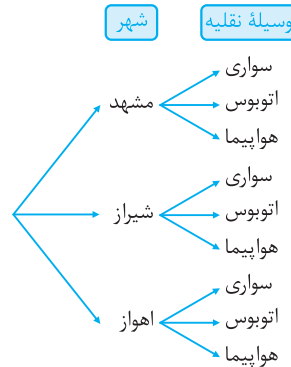 شهر
وسیلهٔ نقلیه
مشهد
سواری
اتوبوس
هواپیما
شیراز
سواری
اتوبوس
هواپیما
اهواز
سواری
اتوبوس
هواپیما